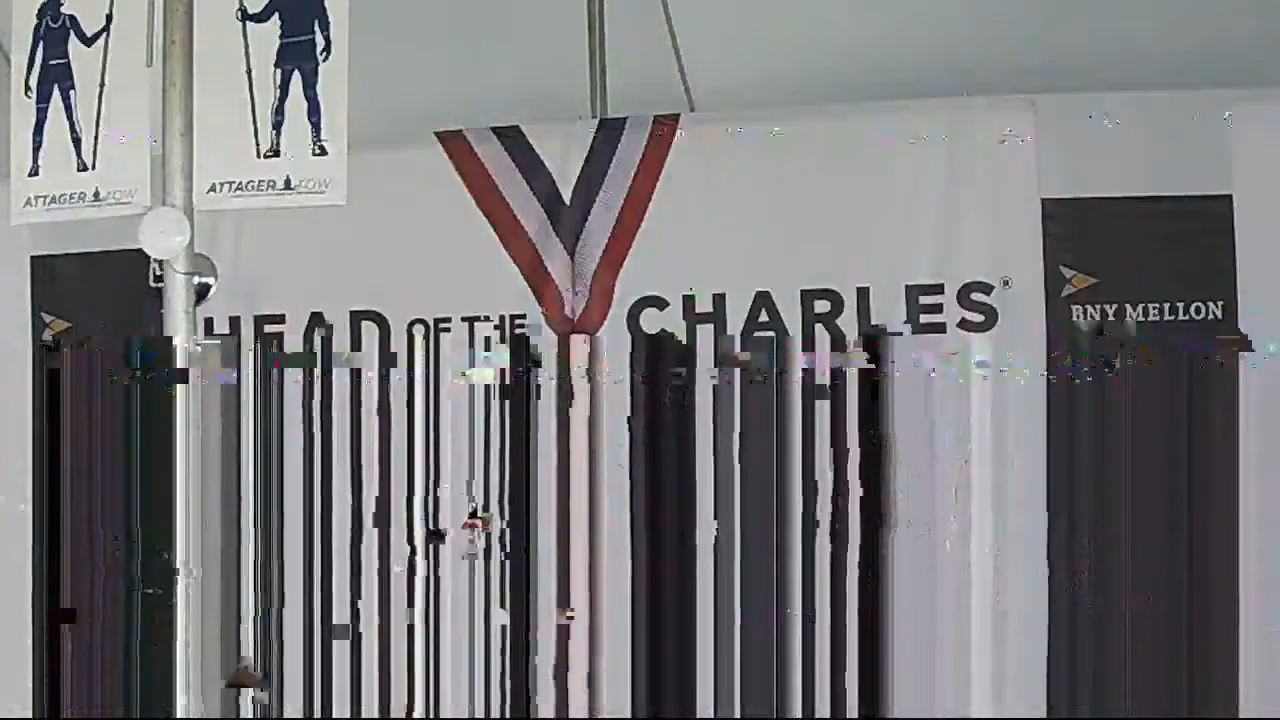 ATTAGER ROW
ATTAGER ROW
HEAD OF THE CHARLES®
BNY MELLON